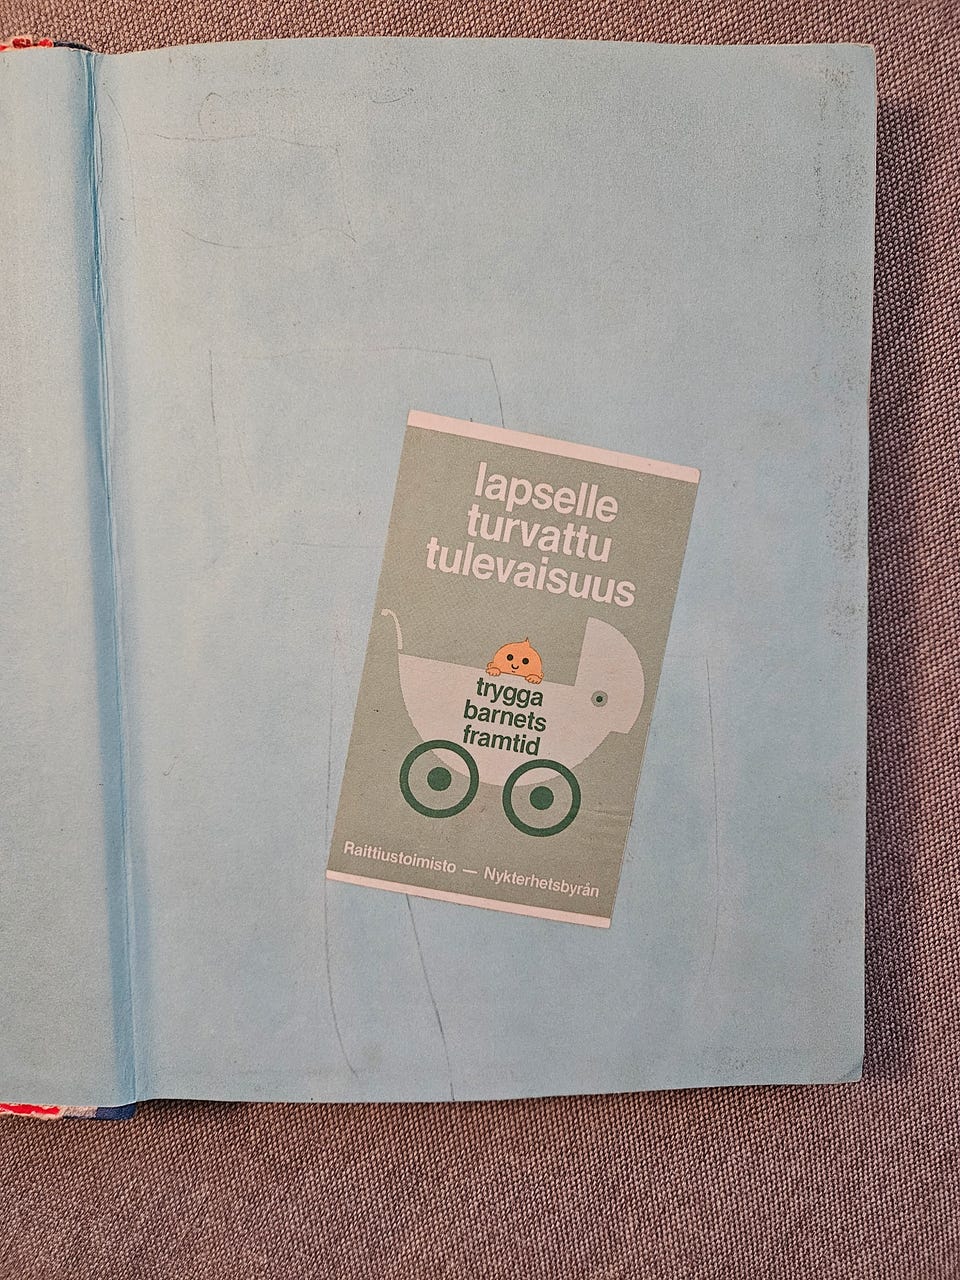 lapselle
turvattu
tulevaisuus
trygga
barnets
framtid
Raittiustoimisto — Nykterhetsbyrån